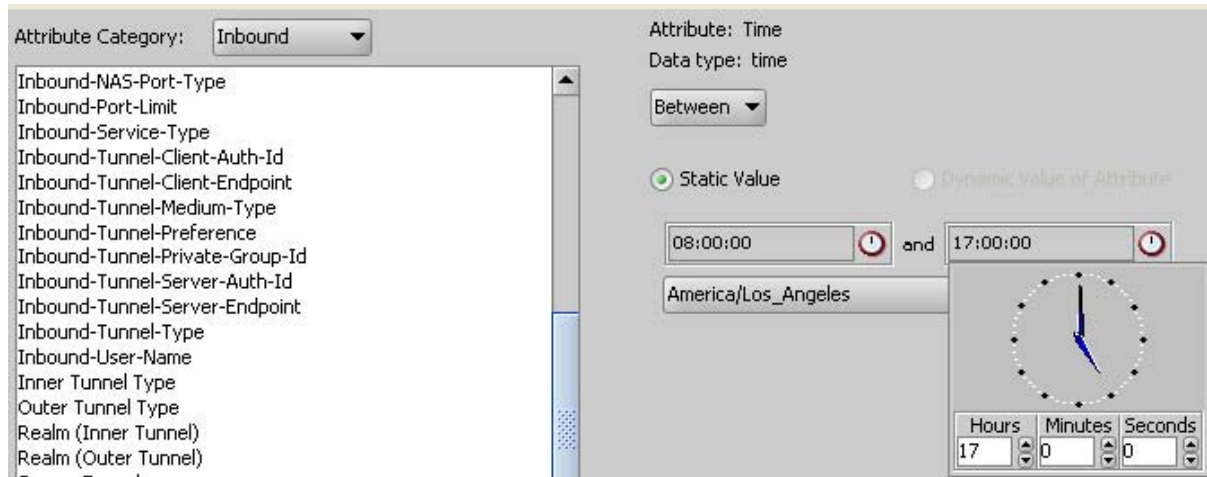 Attribute Category: Inbound
Inbound-NAS-Port-Type
Inbound-Port-Limit
Inbound-Service-Type
Inbound-Tunnel-Client-Auth-Id
Inbound-Tunnel-Client-Endpoint
Inbound-Tunnel-Medium-Type
Inbound-Tunnel-Preference
Inbound-Tunnel-Private-Group-Id
Inbound-Tunnel-Server-Auth-Id
Inbound-Tunnel-Server-Endpoint
Inbound-Tunnel-Type
Inbound-User-Name
Inner Tunnel Type
Outer Tunnel Type
Realm (Inner Tunnel)
Realm (Outer Tunnel)
Attribute: Time
Data type: time
Between
Static Value Dynamic Value of Attribute
08:00:00 and 17:00:00
America/Los_Angeles
Hours Minutes Seconds
17 0 0